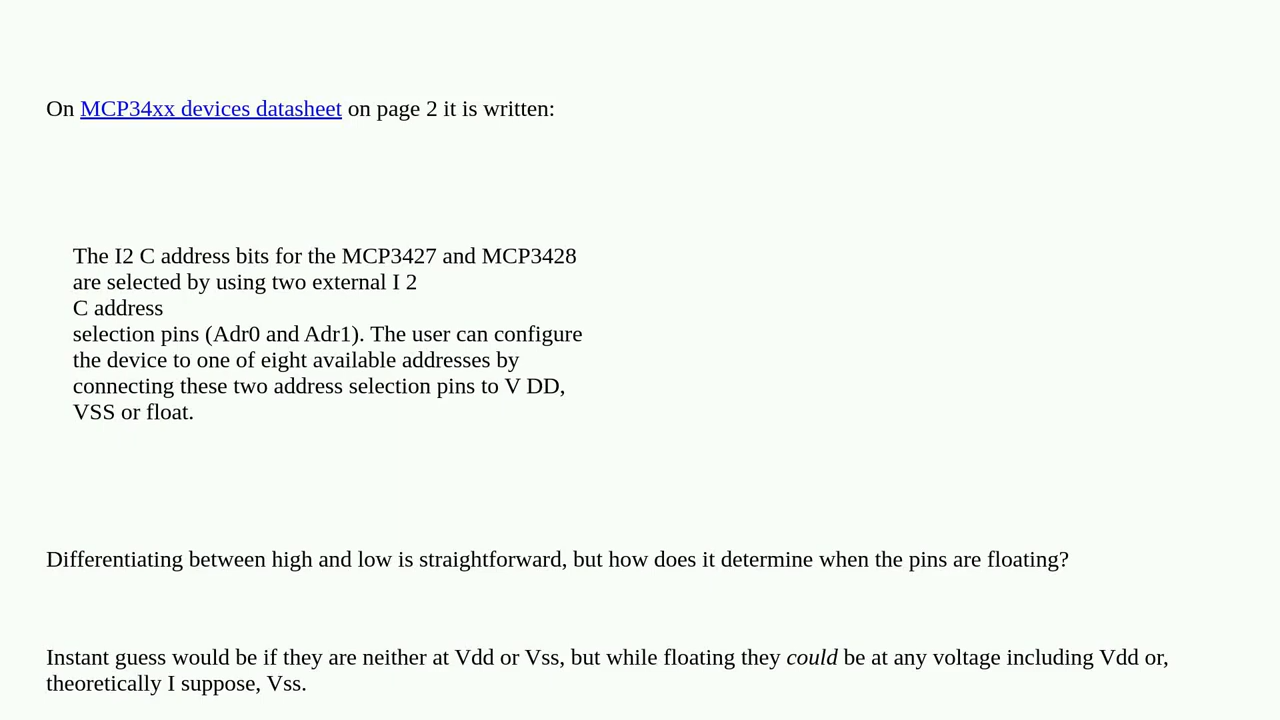 On MCP34xx devices datasheet on page 2 it is written:
The I2 C address bits for the MCP3427 and MCP3428
are selected by using two external I 2
C address
selection pins (Adr0 and Adr1). The user can configure
the device to one of eight available addresses by
connecting these two address selection pins to V DD,
VSS or float.
Differentiating between high and low is straightforward, but how does it determine when the pins are floating?
Instant guess would be if they are neither at Vdd or Vss, but while floating they could be at any voltage including Vdd or,
theoretically I suppose, Vss.